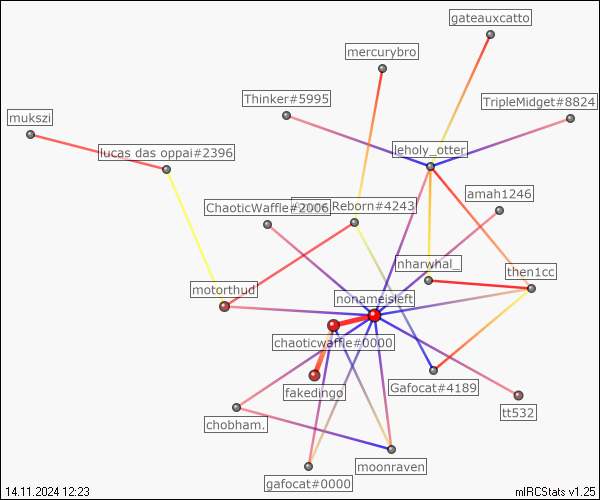 gateauxcatto
mercurybro
Thinker#5995
TripleMidget#8824
mukszi
lucas das oppai#2396
leholy_otter
amah1246
ChaoticWaffle#2006
Reborn#4243
nharwhal_
then1cc
motorthud
nonameisleft
chaoticwaffle#0000
fakedingo
Gafocat#4189
tt532
chobham.
moonraven
gafocat#0000
14.11.2024 12:23
mIRCStats v1.25